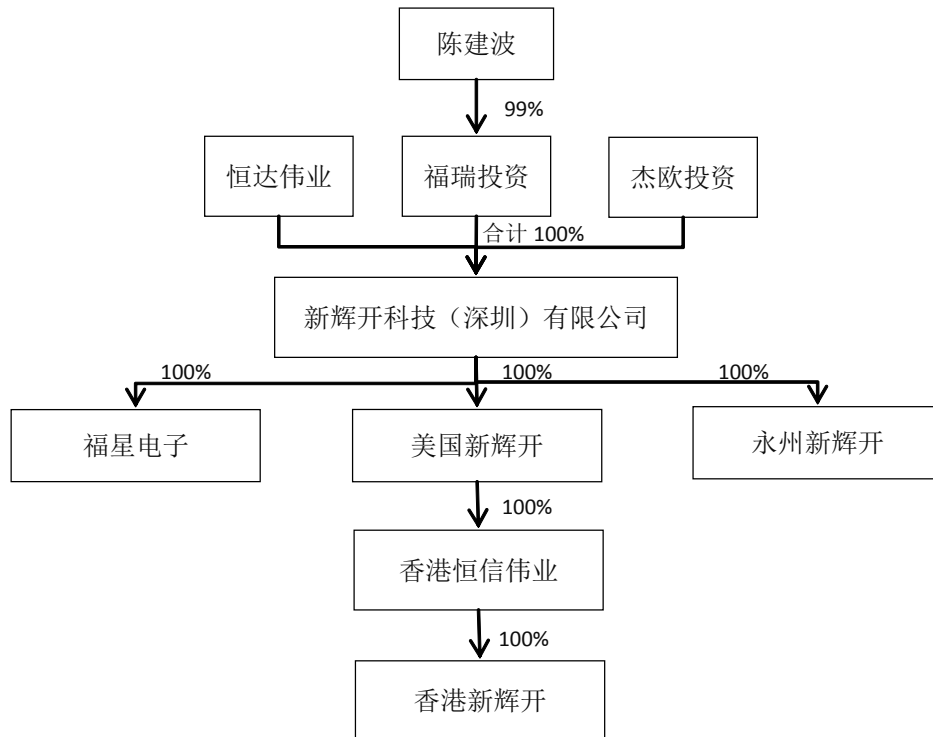 陈建波
99%
恒达伟业
福瑞投资
杰欧投资
合计 100%
新辉开科技（深圳）有限公司
100%
100%
100%
福星电子
美国新辉开
永州新辉开
100%
香港恒信伟业
100%
香港新辉开